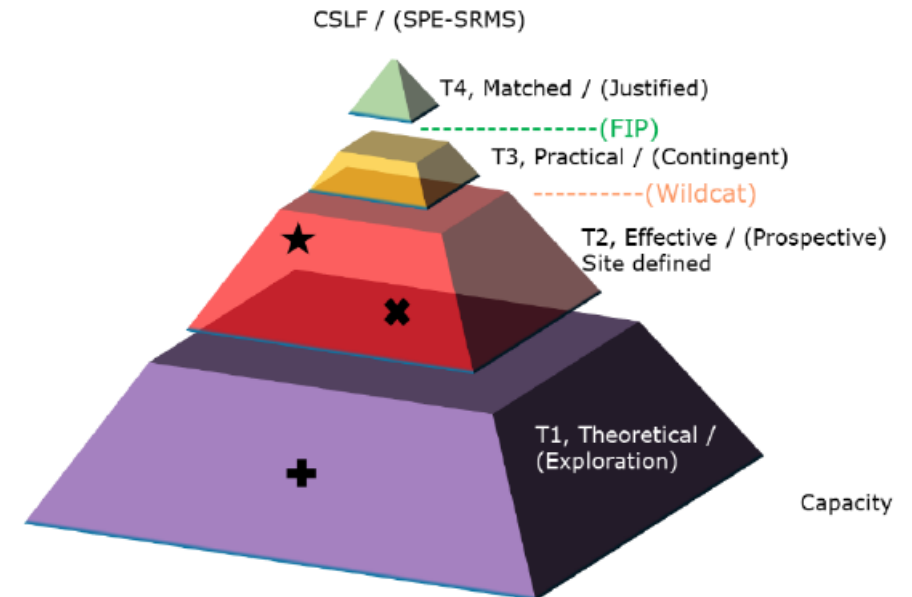 CSLF / (SPE-SRMS)
T4, Matched / (Justified)
(FIP)
T3, Practical / (Contingent)
(Wildcat)
T2, Effective / (Prospective)
Site defined
T1, Theoretical /
(Exploration)
Capacity